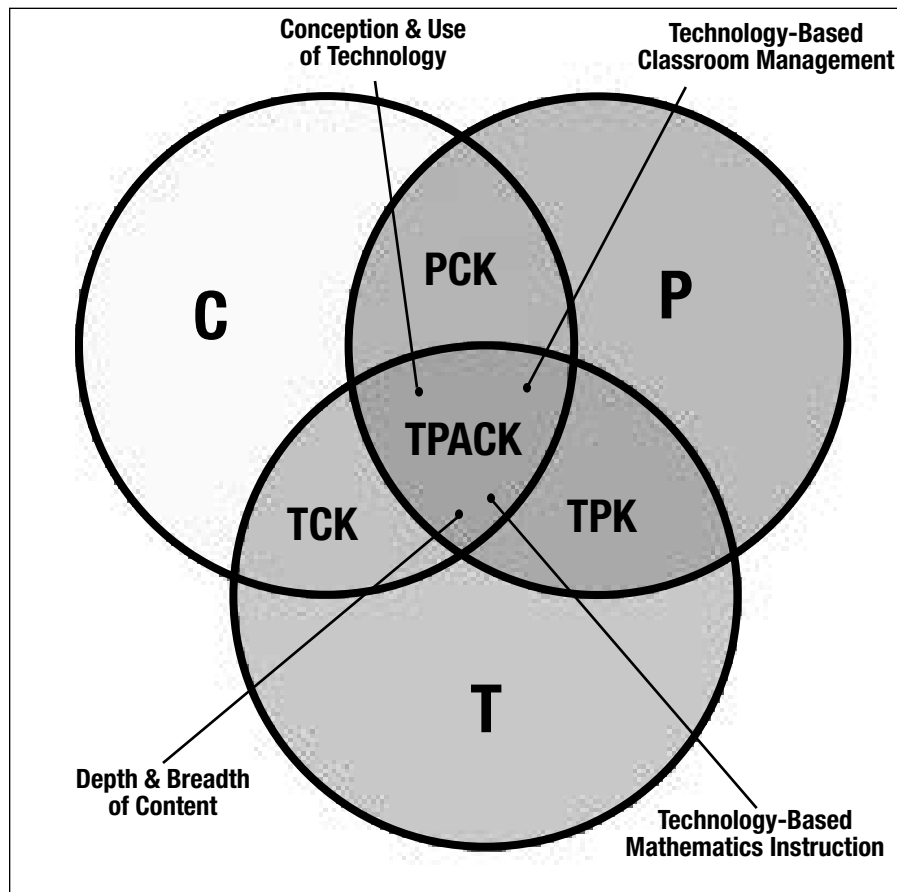 Conception & Use
of Technology
Technology-Based
Classroom Management
PCK
C
P
TPACK
TCK
TPK
T
Depth & Breadth
of Content
Technology-Based
Mathematics Instruction